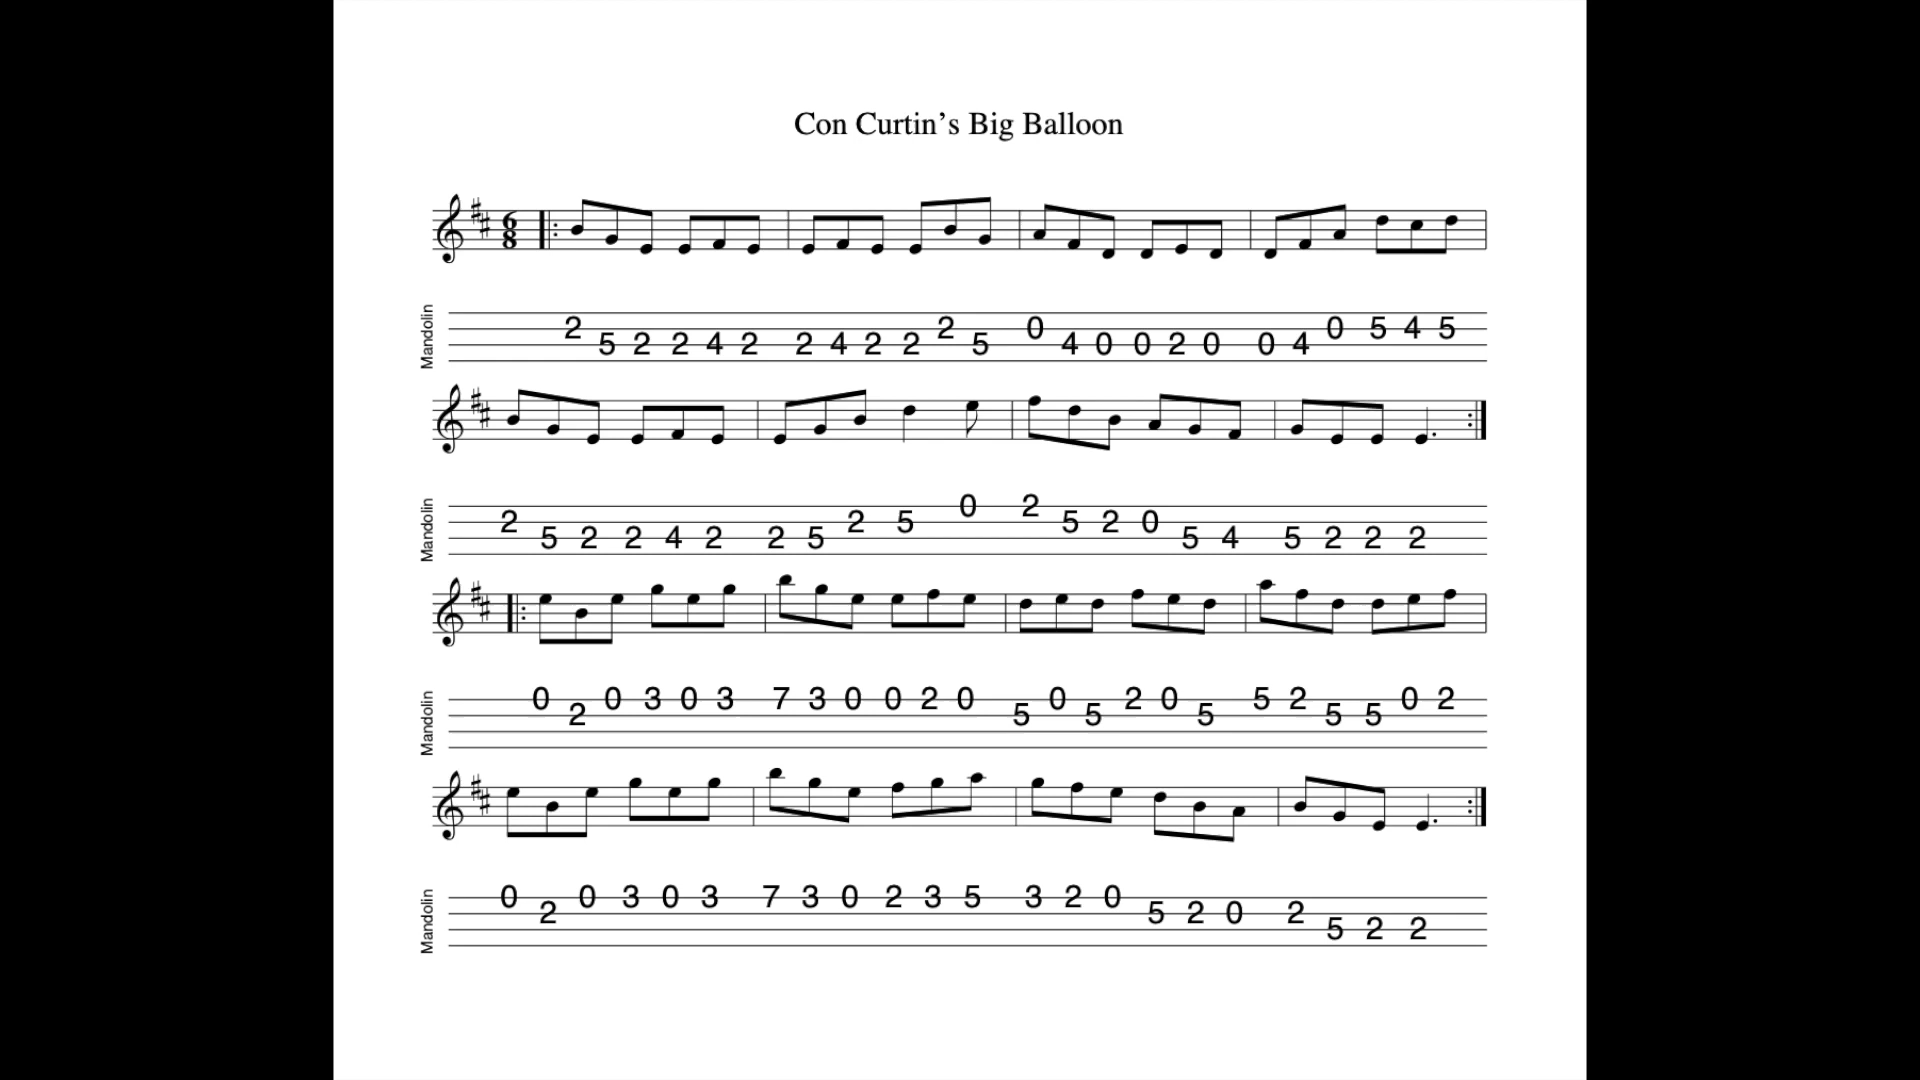 Con Curtin’s Big Balloon
6
8
Mandolin
2 5 2 2 4 2 2 4 2 2 2 5 0 4 0 0 2 0 0 4 0 5 4 5
Mandolin
2 5 2 2 4 2 2 5 2 5 0 2 5 2 0 5 4 5 2 2 2
Mandolin
0 2 0 3 0 3 7 3 0 0 2 0 5 0 5 2 0 5 5 2 5 5 0 2
Mandolin
0 2 0 3 0 3 7 3 0 2 3 5 3 2 0 5 2 0 2 5 2 2